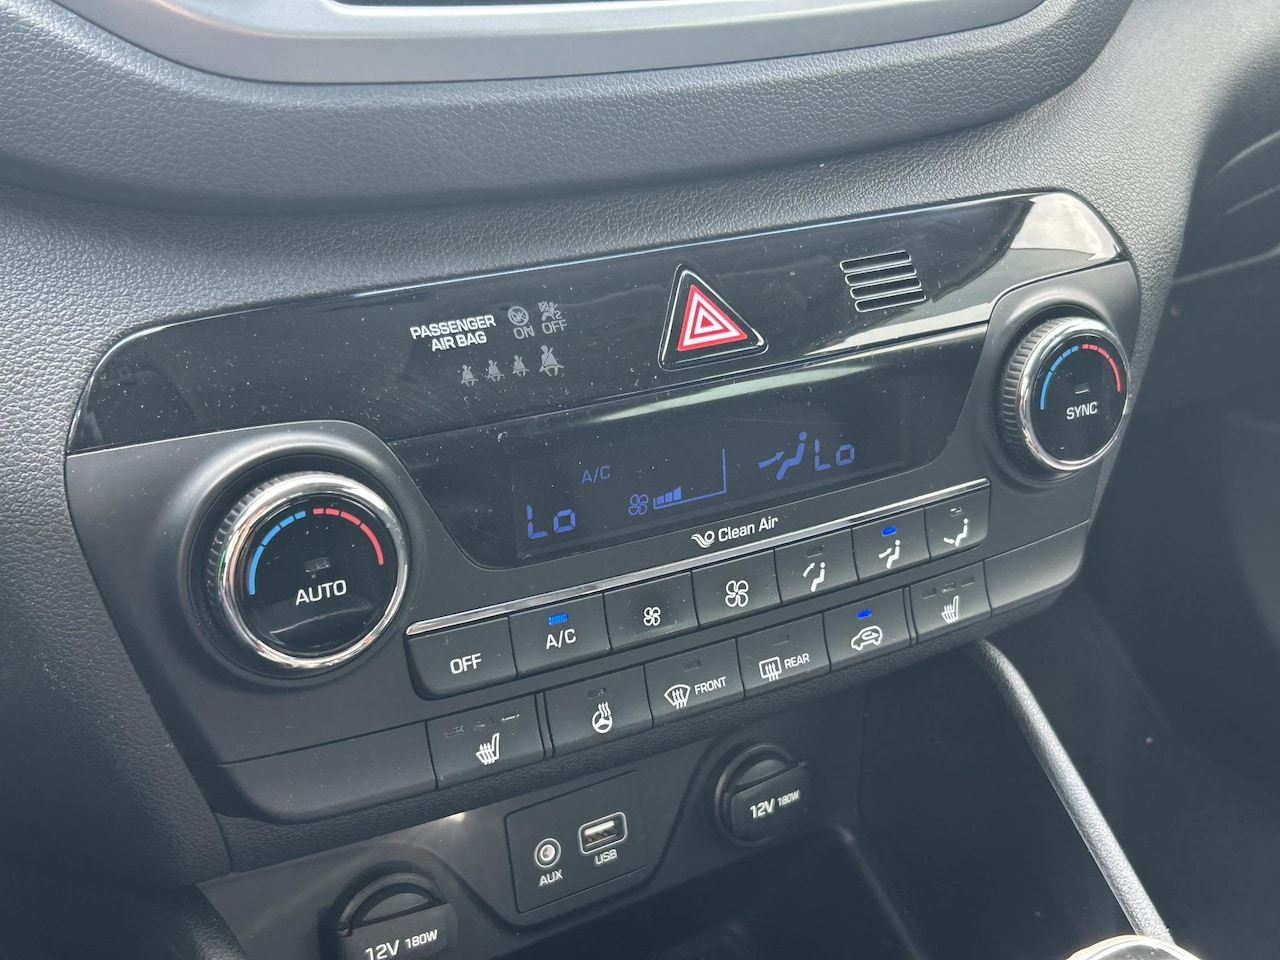 PASSENGER
AIR BAG
ON OFF
A/C
Lo
Lo
Clean Air
AUTO
SYNC
OFF
A/C
FRONT
REAR
AUX
USB
12V 180W
12V 180W